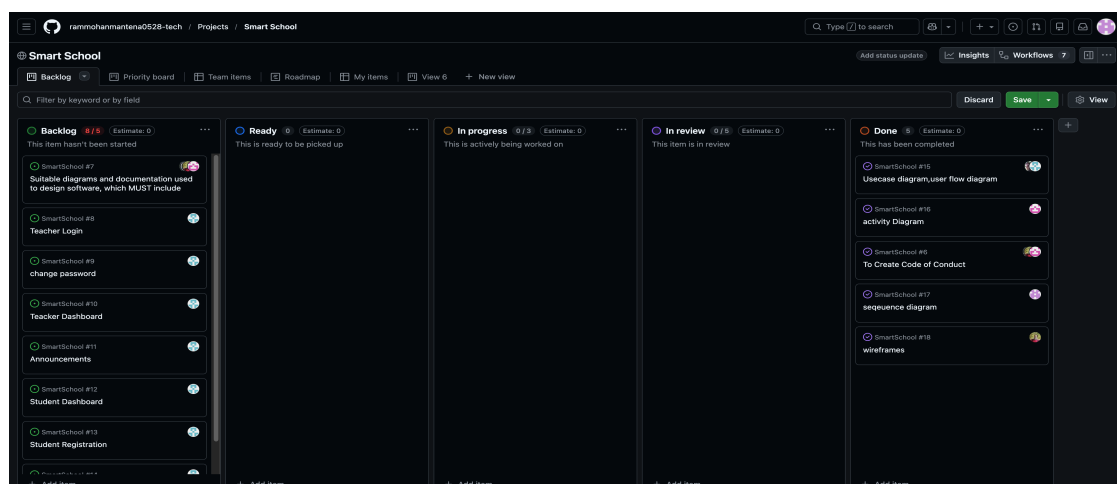 rammohanmantena0528-tech / Projects / Smart School
Type / to search
Smart School
Add status update
Insights
Workflows 7
Backlog
Priority board
Team items
Roadmap
My items
View 6
+ New view
Filter by keyword or by field
Discard
Save
View
Backlog 8 / 5 Estimate: 0
This item hasn't been started
SmartSchool #7
Suitable diagrams and documentation used
to design software, which MUST include
SmartSchool #8
Teacher Login
SmartSchool #9
change password
SmartSchool #10
Teacker Dashboard
SmartSchool #11
Announcements
SmartSchool #12
Student Dashboard
SmartSchool #13
Student Registration
SmartSchool #14
+ Add item
Ready 0 Estimate: 0
This is ready to be picked up
+ Add item
In progress 0 / 3 Estimate: 0
This is actively being worked on
+ Add item
In review 0 / 5 Estimate: 0
This item is in review
+ Add item
Done 5 Estimate: 0
This has been completed
SmartSchool #15
Usecase diagram,user flow diagram
SmartSchool #16
activity Diagram
SmartSchool #6
To Create Code of Conduct
SmartSchool #17
seqeuence diagram
SmartSchool #18
wireframes
+ Add item